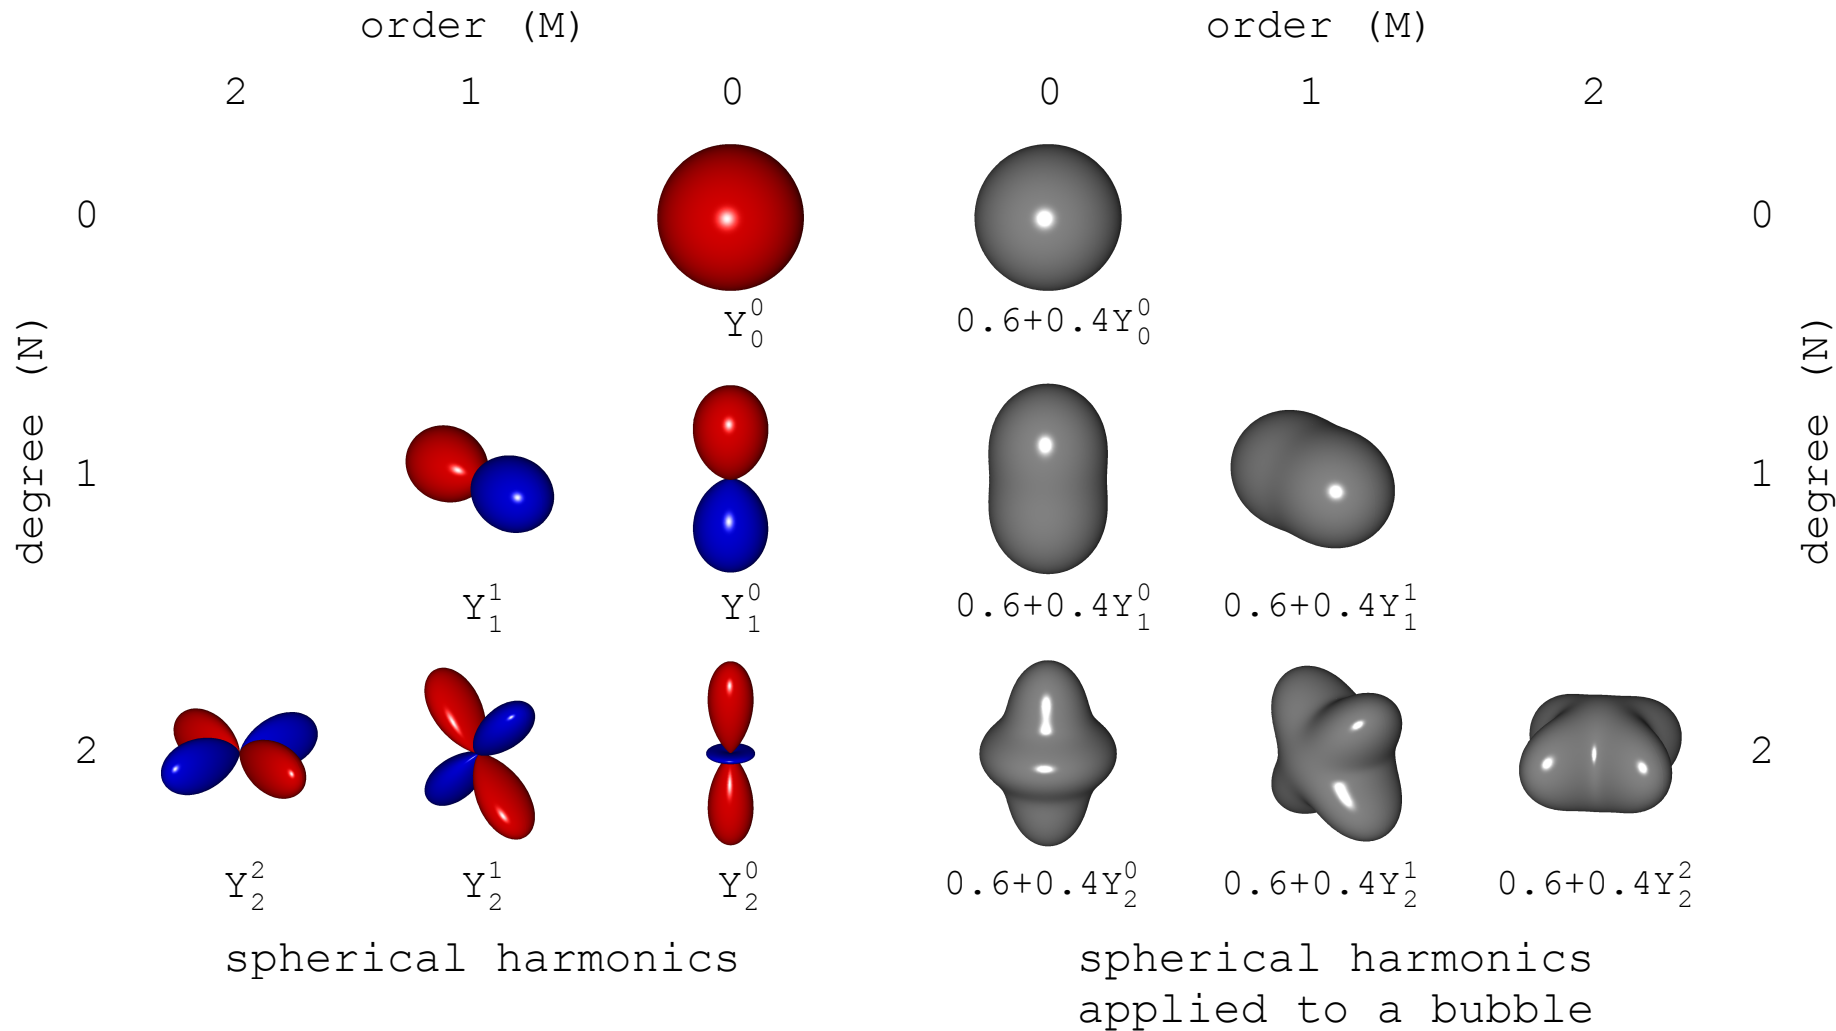 order (M)
order (M)
2 1 0
0 1 2
0
0
Y₀⁰
0.6+0.4Y₀⁰
degree (N)
degree (N)
1
1
Y₁¹
Y₁⁰
0.6+0.4Y₁⁰
0.6+0.4Y₁¹
2
2
Y₂²
Y₂¹
Y₂⁰
0.6+0.4Y₂⁰
0.6+0.4Y₂¹
0.6+0.4Y₂²
spherical harmonics
spherical harmonics
applied to a bubble